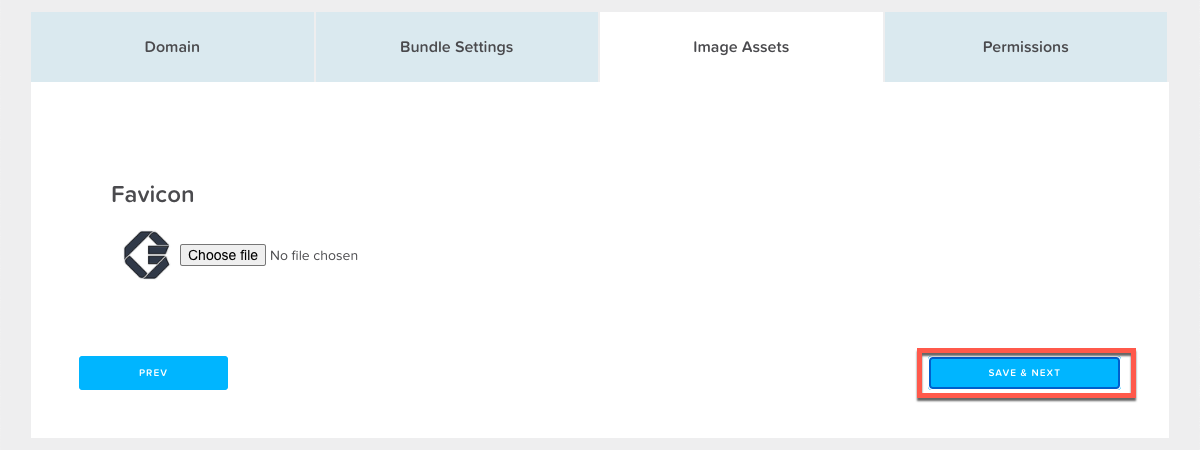 Domain
Bundle Settings
Image Assets
Permissions
Favicon
Choose file No file chosen
PREV
SAVE & NEXT